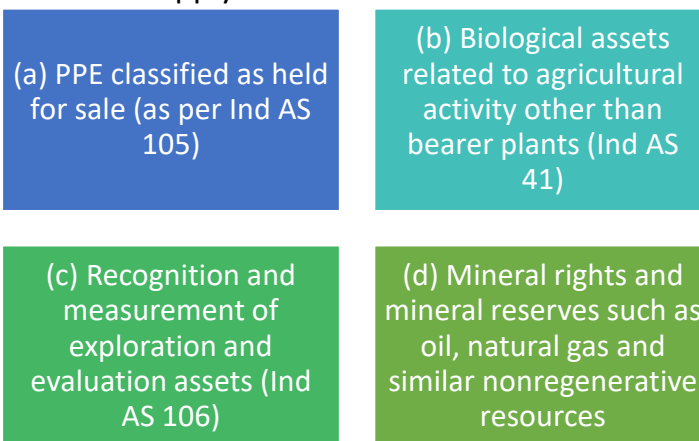 (a) PPE classified as held
for sale (as per Ind AS
105)
(b) Biological assets
related to agricultural
activity other than
bearer plants (Ind AS
41)
(c) Recognition and
measurement of
exploration and
evaluation assets (Ind
AS 106)
(d) Mineral rights and
mineral reserves such as
oil, natural gas and
similar nonregenerative
resources